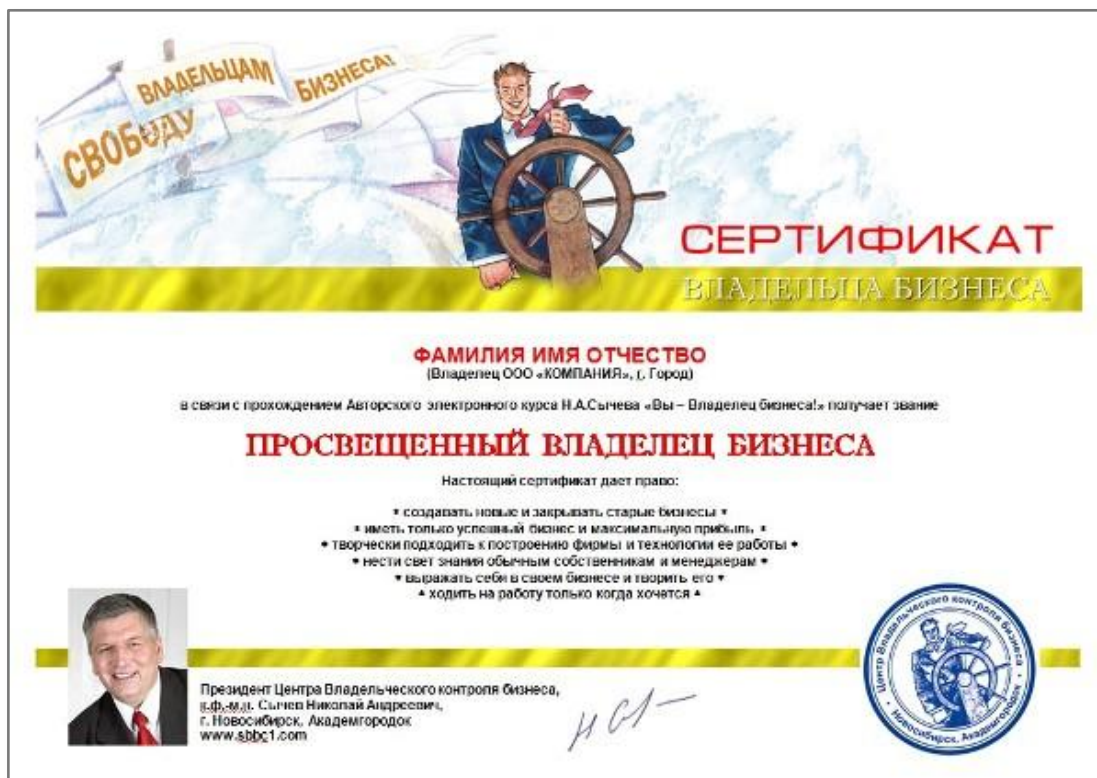 СВОБОДУ
ВЛАДЕЛЬЦАМ
БИЗНЕСА!
СЕРТИФИКАТ
ВЛАДЕЛЬЦА БИЗНЕСА
ФАМИЛИЯ ИМЯ ОТЧЕСТВО
(Владелец ООО «КОМПАНИЯ», г. Город)
в связи с прохождением Авторского электронного курса Н.А.Сычева «Вы – Владелец бизнеса!» получает звание
ПРОСВЕЩЕННЫЙ ВЛАДЕЛЕЦ БИЗНЕСА
Настоящий сертификат дает право:
• создавать новые и закрывать старые бизнесы •
• иметь только успешный бизнес и максимальную прибыль •
• творчески подходить к построению фирмы и технологии ее работы •
• нести свет знания обычным собственникам и менеджерам •
• выражать себя в своем бизнесе и творить его •
• ходить на работу только когда хочется •
Президент Центра Владельческого контроля бизнеса,
к.ф.-м.н. Сычев Николай Андреевич,
г. Новосибирск, Академгородок
www.sbbc1.com
Центр Владельческого контроля бизнеса
• Новосибирск, Академгородок •